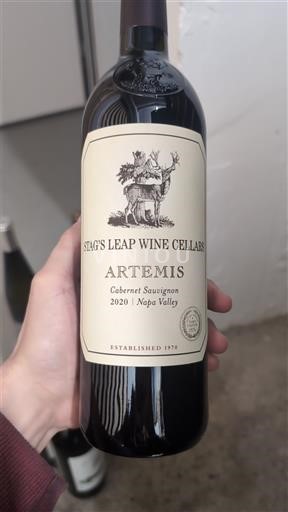 STAG'S LEAP WINE CELLARS
ARTEMIS
Cabernet Sauvignon
2020 | Napa Valley
ESTABLISHED 1970